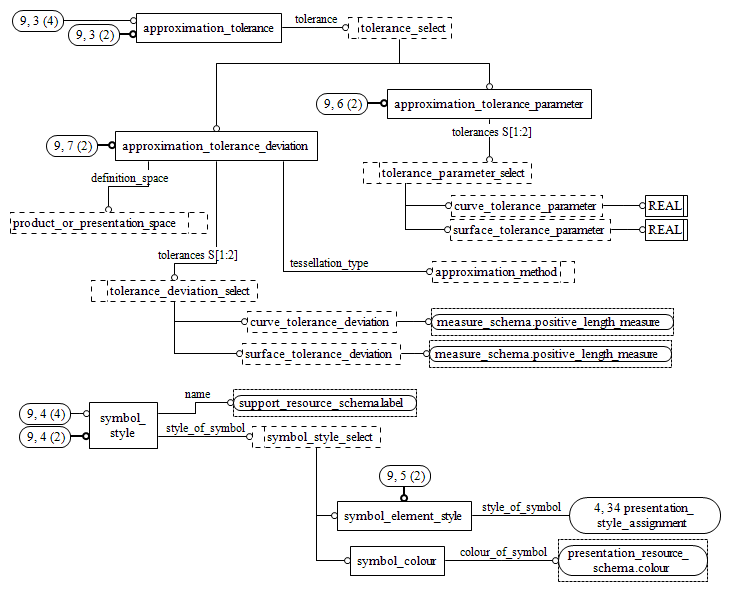 9, 3 (4)
9, 3 (2)
approximation_tolerance
tolerance
tolerance_select
9, 6 (2)
approximation_tolerance_parameter
tolerances S[1:2]
9, 7 (2)
approximation_tolerance_deviation
definition_space
tolerance_parameter_select
product_or_presentation_space
curve_tolerance_parameter
REAL
surface_tolerance_parameter
REAL
tolerances S[1:2]
tessellation_type
approximation_method
tolerance_deviation_select
curve_tolerance_deviation
measure_schema.positive_length_measure
surface_tolerance_deviation
measure_schema.positive_length_measure
9, 4 (4)
9, 4 (2)
symbol_
style
name
support_resource_schema.label
style_of_symbol
symbol_style_select
9, 5 (2)
symbol_element_style
style_of_symbol
4, 34 presentation_
style_assignment
symbol_colour
colour_of_symbol
presentation_resource_
schema.colour